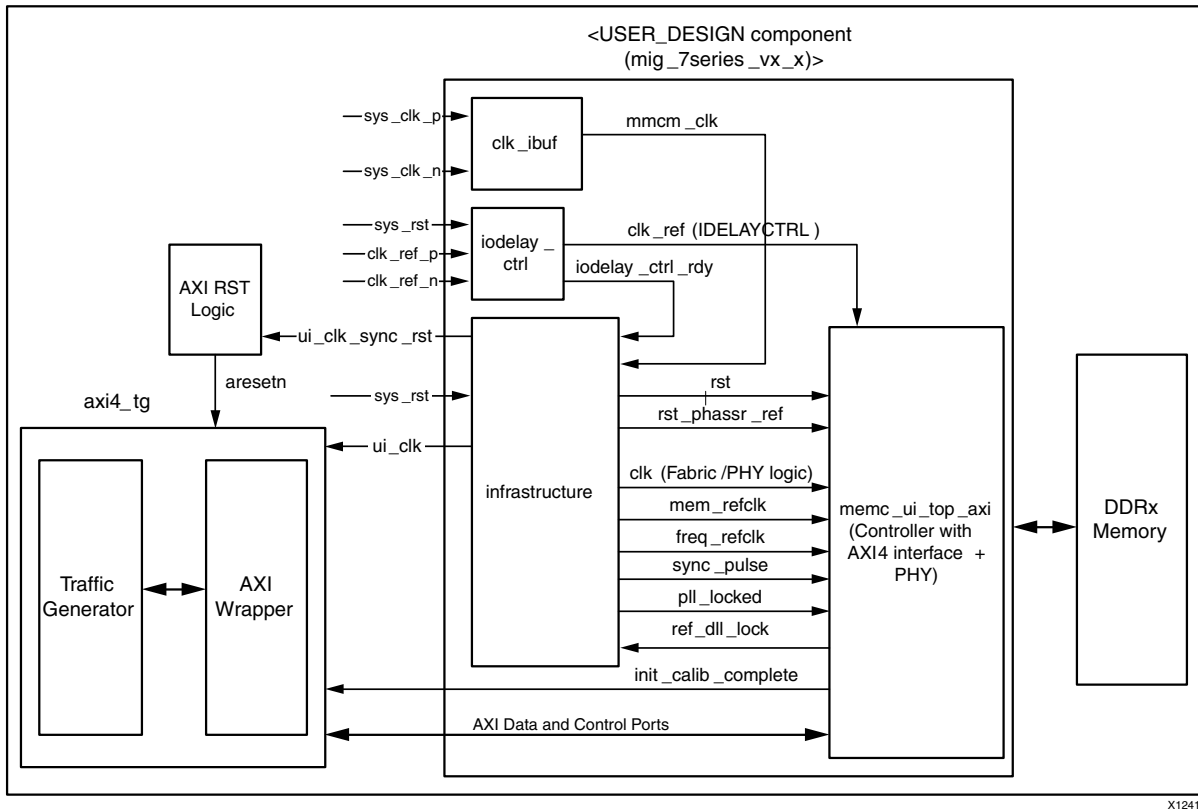 <USER_DESIGN component
(mig_7series_vx_x)>
sys_clk_p
clk_ibuf
mmcm_clk
sys_clk_n
sys_rst
clk_ref_p
clk_ref_n
iodelay_
ctrl
clk_ref (IDELAYCTRL )
iodelay_ctrl_rdy
AXI RST
Logic
ui_clk_sync_rst
aresetn
axi4_tg
sys_rst
ui_clk
infrastructure
rst
rst_phassr_ref
clk (Fabric /PHY logic)
mem_refclk
freq_refclk
sync_pulse
pll_locked
ref_dll_lock
memc_ui_top_axi
(Controller with
AXI4 interface +
PHY)
DDRx
Memory
Traffic
Generator
AXI
Wrapper
init_calib_complete
AXI Data and Control Ports
X1241